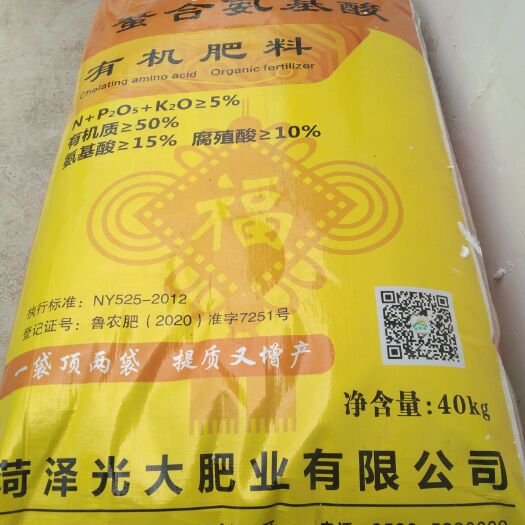 螯合氨基酸
有机肥料
Chelating amino acid Organic fertilizer
N+P2O5+K2O≥5%
有机质≥50%
氨基酸≥15% 腐殖酸≥10%
福
执行标准：NY525-2012
登记证号：鲁农肥（2020）准字7251号
一袋顶两袋 提质又增产
净含量:40kg
菏泽光大肥业有限公司